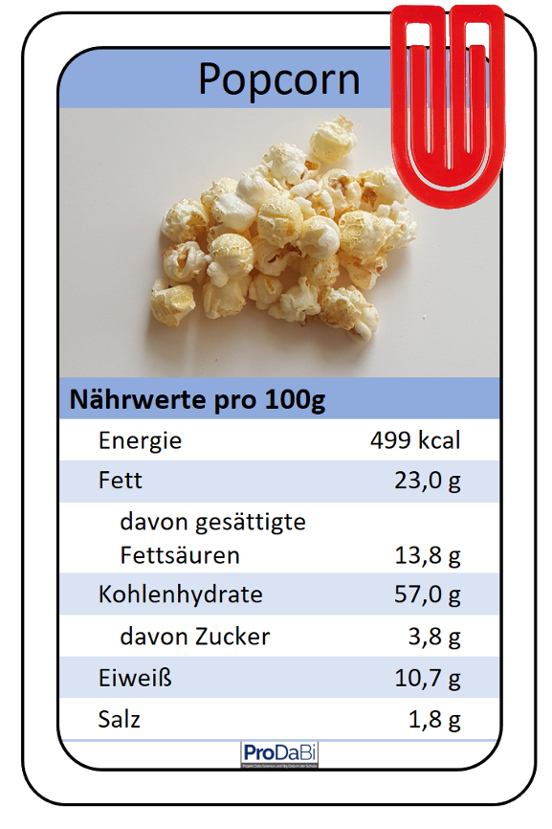 Popcorn
Nährwerte pro 100g
Energie 499 kcal
Fett 23,0 g
davon gesättigte
Fettsäuren 13,8 g
Kohlenhydrate 57,0 g
davon Zucker 3,8 g
Eiweiß 10,7 g
Salz 1,8 g
ProDaBi